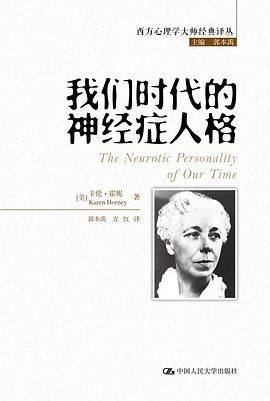 西方心理学大师经典译丛
主编 郭本禹
我们时代的
神经症人格
The Neurotic Personality
of Our Time
[美]卡伦·霍妮 著
Karen Horney
郭本禹 方红 译
中国人民大学出版社